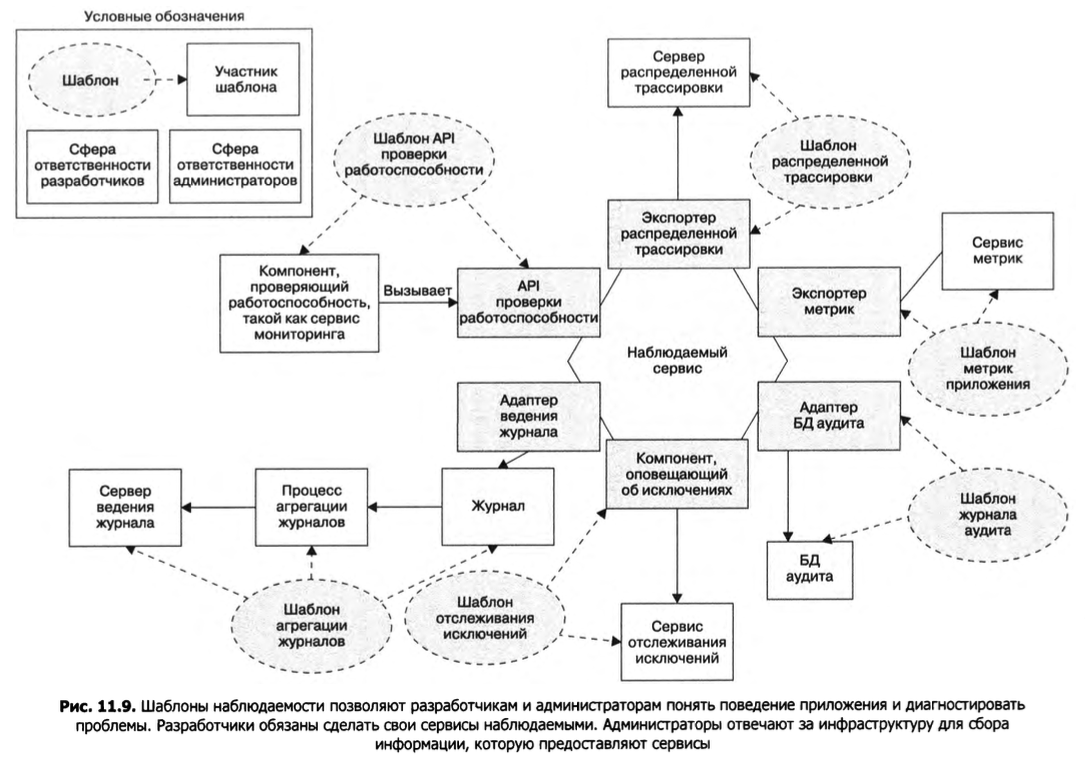 Условные обозначения
Шаблон
Участник
шаблона
Сфера
ответственности
разработчиков
Сфера
ответственности
администраторов
Шаблон API
проверки
работоспособности
Сервер
распределенной
трассировки
Шаблон
распределенной
трассировки
Экспортер
распределенной
трассировки
Сервис
метрик
Компонент,
проверяющий
работоспособность,
такой как сервис
мониторинга
Вызывает
API
проверки
работоспособности
Экспортер
метрик
Наблюдаемый
сервис
Шаблон
метрик
приложения
Адаптер
ведения
журнала
Адаптер
БД аудита
Компонент,
оповещающий
об исключениях
Сервер
ведения
журнала
Процесс
агрегации
журналов
Журнал
Шаблон
журнала
аудита
БД
аудита
Шаблон
агрегации
журналов
Шаблон
отслеживания
исключений
Сервис
отслеживания
исключений
Рис. 11.9. Шаблоны наблюдаемости позволяют разработчикам и администраторам понять поведение приложения и диагностировать
проблемы. Разработчики обязаны сделать свои сервисы наблюдаемыми. Администраторы отвечают за инфраструктуру для сбора
информации, которую предоставляют сервисы